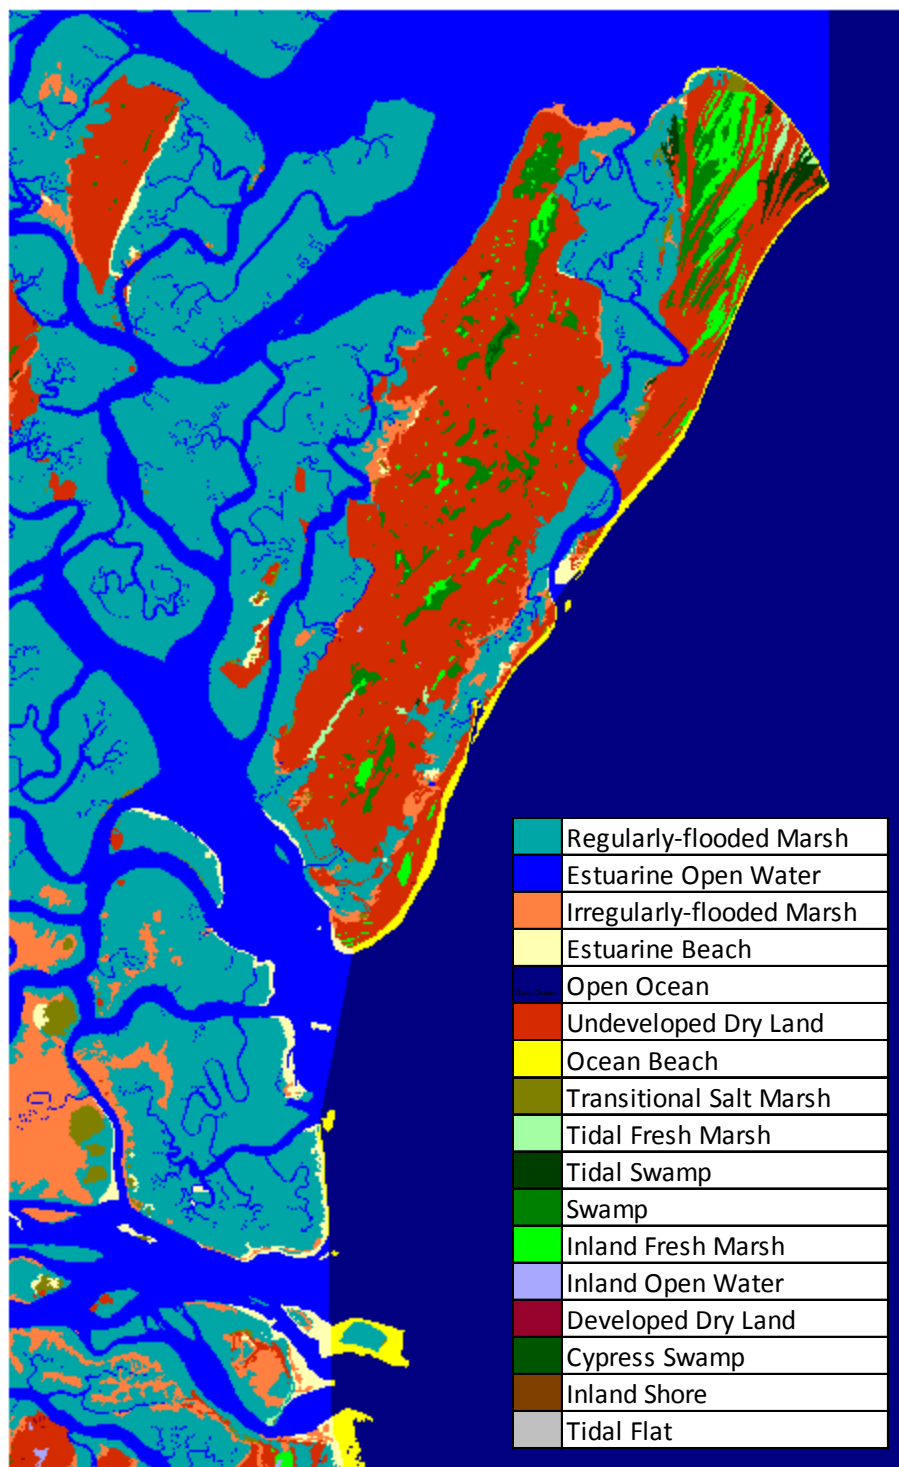 Regularly-flooded Marsh
Estuarine Open Water
Irregularly-flooded Marsh
Estuarine Beach
Open Ocean
Undeveloped Dry Land
Ocean Beach
Transitional Salt Marsh
Tidal Fresh Marsh
Tidal Swamp
Swamp
Inland Fresh Marsh
Inland Open Water
Developed Dry Land
Cypress Swamp
Inland Shore
Tidal Flat